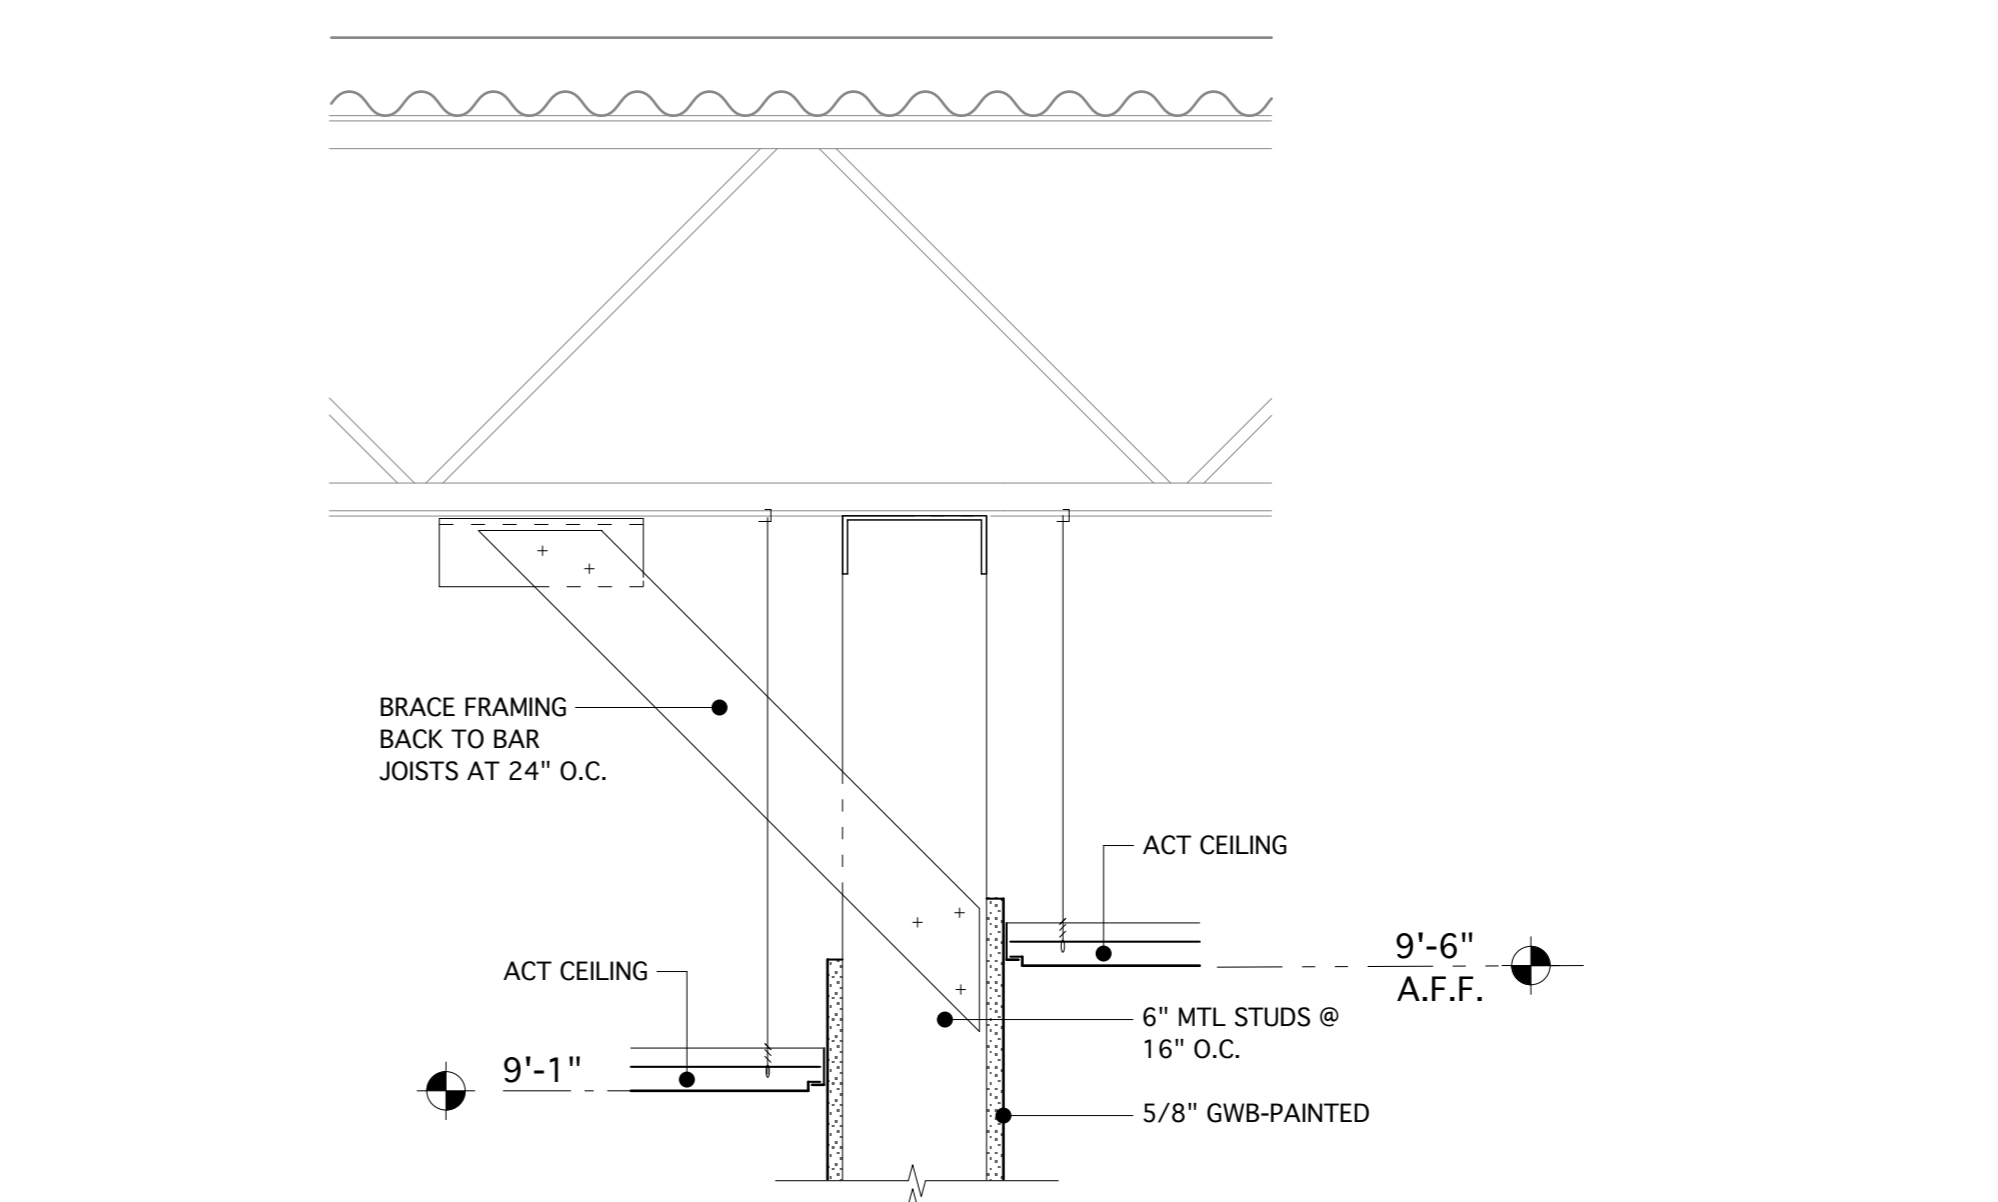 BRACE FRAMING
BACK TO BAR
JOISTS AT 24" O.C.
ACT CEILING
9'-6"
A.F.F.
ACT CEILING
6" MTL STUDS @
16" O.C.
9'-1"
5/8" GWB-PAINTED